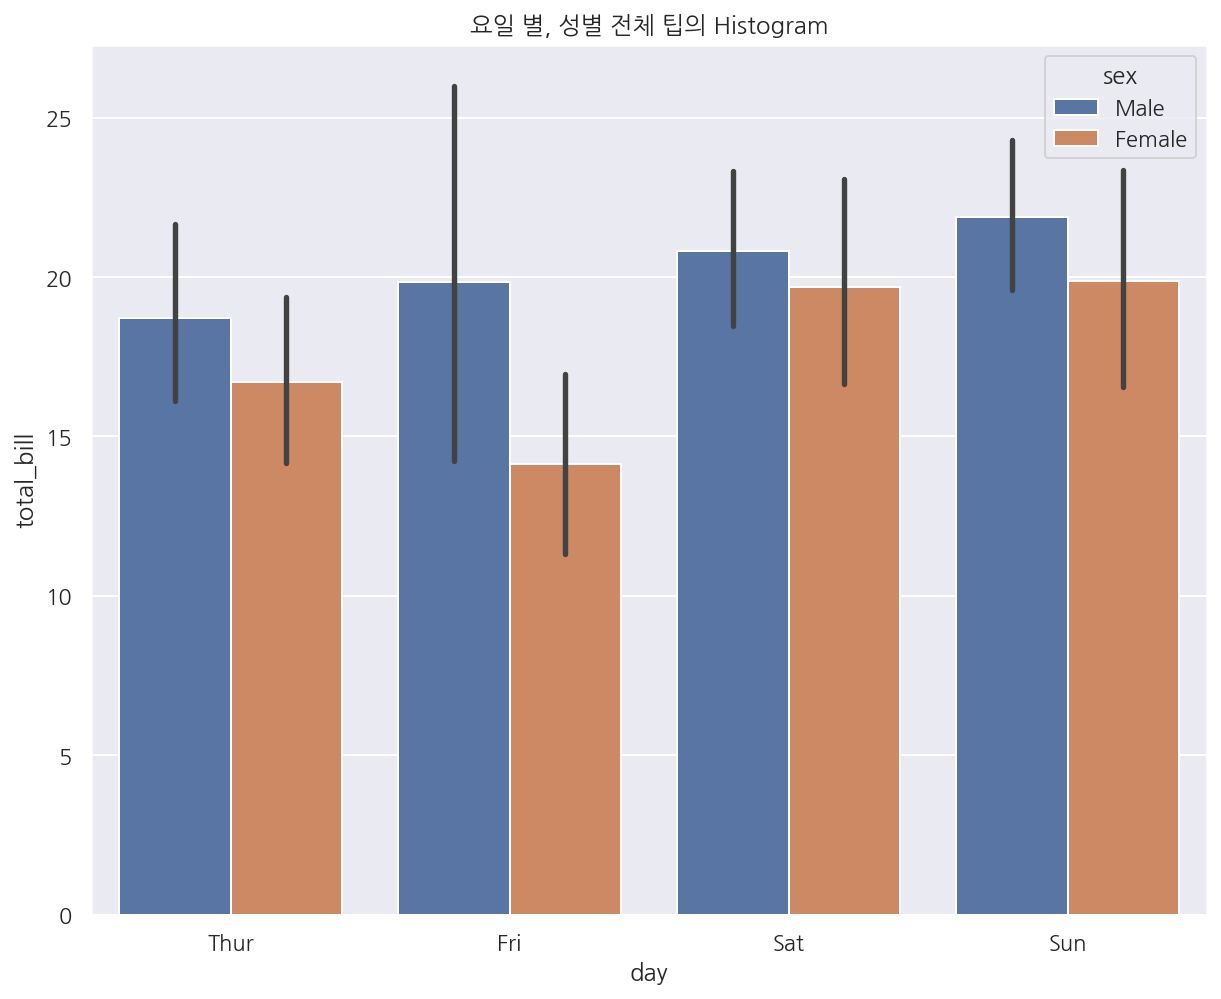 요일 별, 성별 전체 팁의 Histogram
sex
Male
Female
25
20
15
10
5
0
total_bill
Thur
Fri
Sat
Sun
day